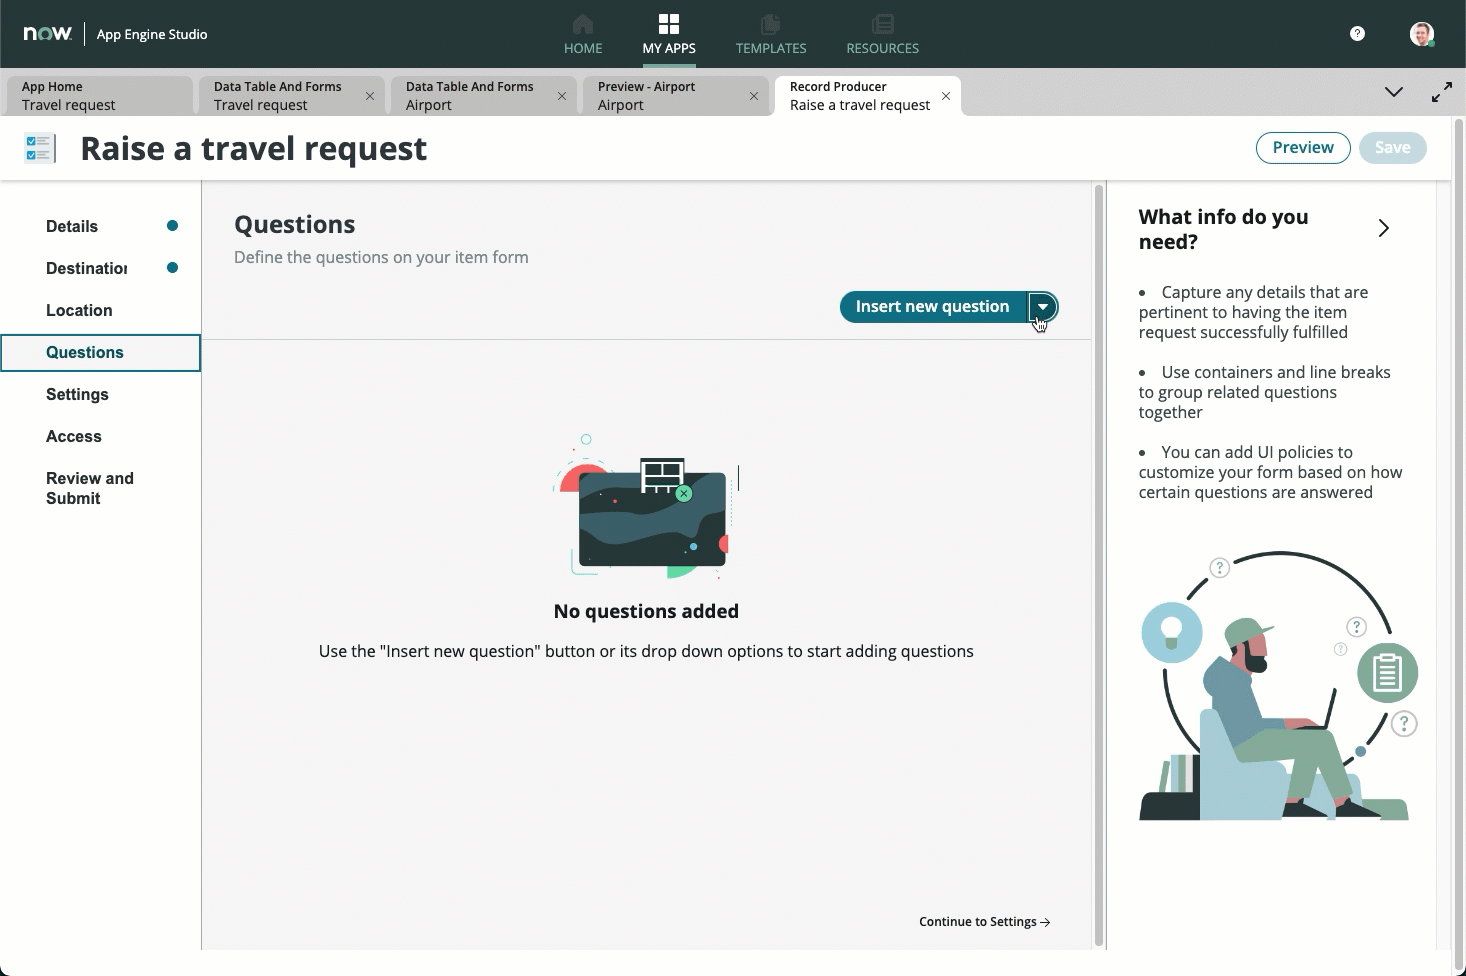 now
App Engine Studio
HOME
MY APPS
TEMPLATES
RESOURCES
?
App Home
Travel request
Data Table And Forms
Travel request
Data Table And Forms
Airport
Preview - Airport
Airport
Record Producer
Raise a travel request
Raise a travel request
Preview
Save
Details
Destination
Location
Questions
Settings
Access
Review and
Submit
Questions
Define the questions on your item form
Insert new question
No questions added
Use the "Insert new question" button or its drop down options to start adding questions
Continue to Settings →
What info do you
need?
• Capture any details that are
pertinent to having the item
request successfully fulfilled
• Use containers and line breaks
to group related questions
together
• You can add UI policies to
customize your form based on how
certain questions are answered
?
?
?
?